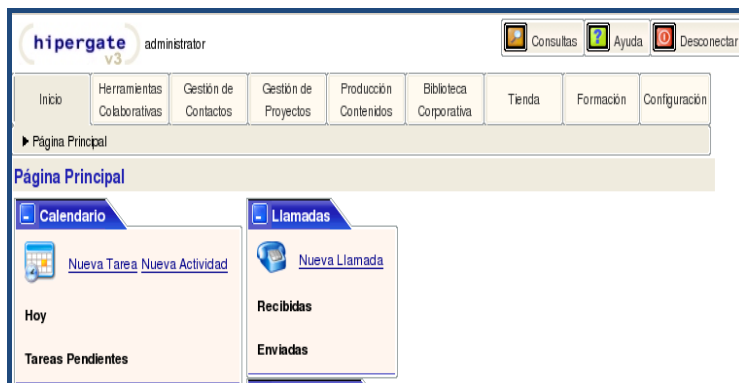 hipergate v3 administrator
Consultas Ayuda Desconectar
Inicio
Herramientas Colaborativas
Gestión de Contactos
Gestión de Proyectos
Producción Contenidos
Biblioteca Corporativa
Tienda
Formación
Configuración
Página Principal
Página Principal
Calendario
Nueva Tarea Nueva Actividad
Hoy
Tareas Pendientes
Llamadas
Nueva Llamada
Recibidas
Enviadas